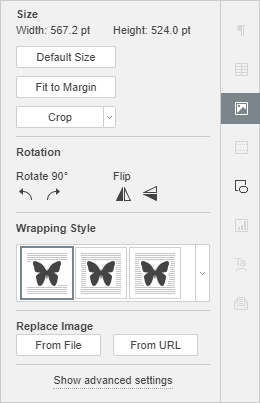 Size
Width: 567.2 pt Height: 524.0 pt
Default Size
Fit to Margin
Crop
Rotation
Rotate 90° Flip
Wrapping Style
Replace Image
From File From URL
Show advanced settings